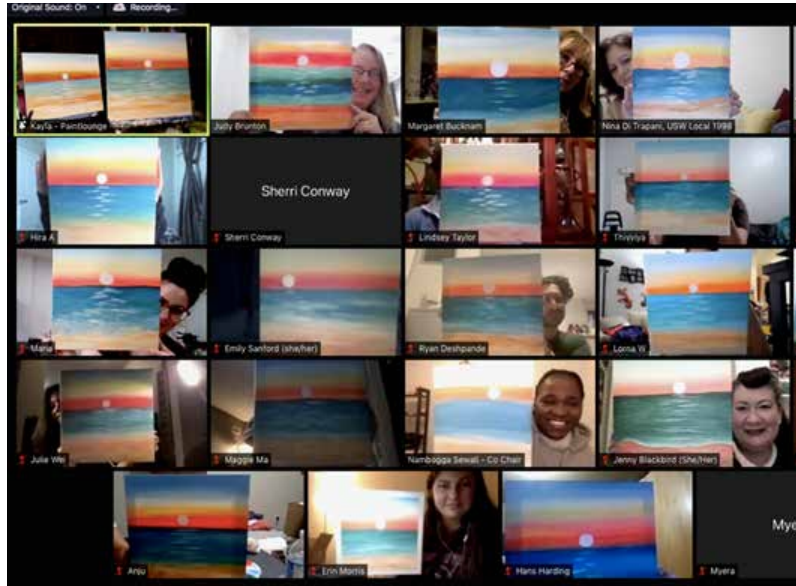 Original Sound: On
Recording...
Kayla - Paintlounge
Judy Brunton
Margaret Bucknam
Nina Di Trapani, USW Local 1998
Hira A
Sherri Conway
Sherri Conway
Lindsey Taylor
Thivviya
Maria
Emily Sanford (she/her)
Ryan Deshpande
Lorna W
Julie Wei
Maggie Ma
Nambogga Sewali - Co Chair
Jenny Blackbird (She/Her)
Anju
Erin Morris
Hans Harding
Mye
Myera